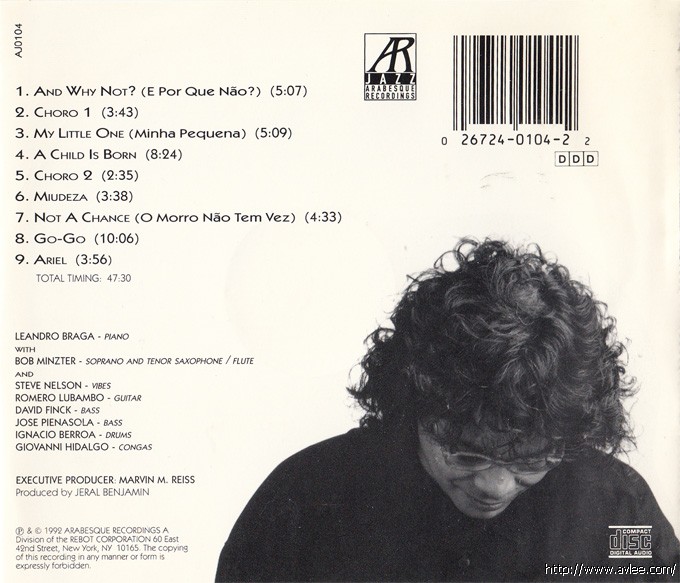 AJ0104
AR
JAZZ
ARABESQUE
RECORDINGS
0 26724-0104-2 2
DDD
1. And Why Not? (E Por Que Não?) (5:07)
2. Choro 1 (3:43)
3. My Little One (Minha Pequena) (5:09)
4. A Child Is Born (8:24)
5. Choro 2 (2:35)
6. Miudeza (3:38)
7. Not A Chance (O Morro Não Tem Vez) (4:33)
8. Go-Go (10:06)
9. Ariel (3:56)
TOTAL TIMING: 47:30
LEANDRO BRAGA - PIANO
WITH
BOB MINZTER - SOPRANO AND TENOR SAXOPHONE / FLUTE
AND
STEVE NELSON - VIBES
ROMERO LUBAMBO - GUITAR
DAVID FINCK - BASS
JOSE PIENASOLA - BASS
IGNACIO BERROA - DRUMS
GIOVANNI HIDALGO - CONGAS
EXECUTIVE PRODUCER: MARVIN M. REISS
Produced by JERAL BENJAMIN
℗ & © 1992 ARABESQUE RECORDINGS A
Division of the REBOT CORPORATION 60 East
42nd Street, New York, NY 10165. The copying
of this recording in any manner or form is
expressly forbidden.
COMPACT
disc
DIGITAL AUDIO
http://www.avlee.com/